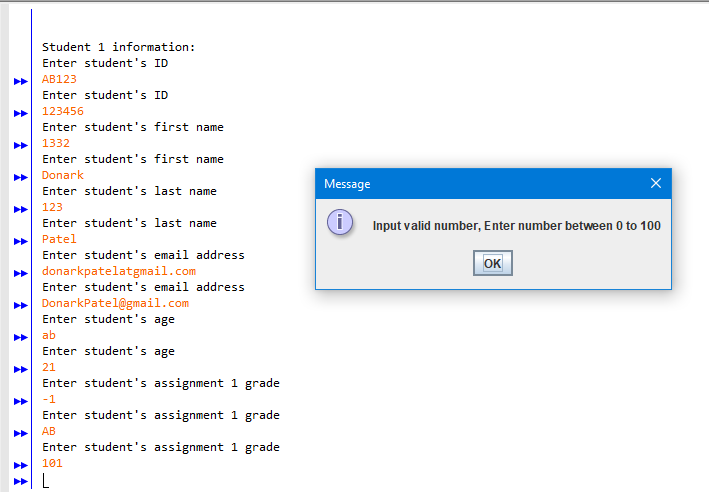 Student 1 information:
Enter student's ID
AB123
Enter student's ID
123456
Enter student's first name
1332
Enter student's first name
Donark
Enter student's last name
123
Enter student's last name
Patel
Enter student's email address
donarkpatelatgmail.com
Enter student's email address
DonarkPatel@gmail.com
Enter student's age
ab
Enter student's age
21
Enter student's assignment 1 grade
-1
Enter student's assignment 1 grade
AB
Enter student's assignment 1 grade
101
Message
Input valid number, Enter number between 0 to 100
OK